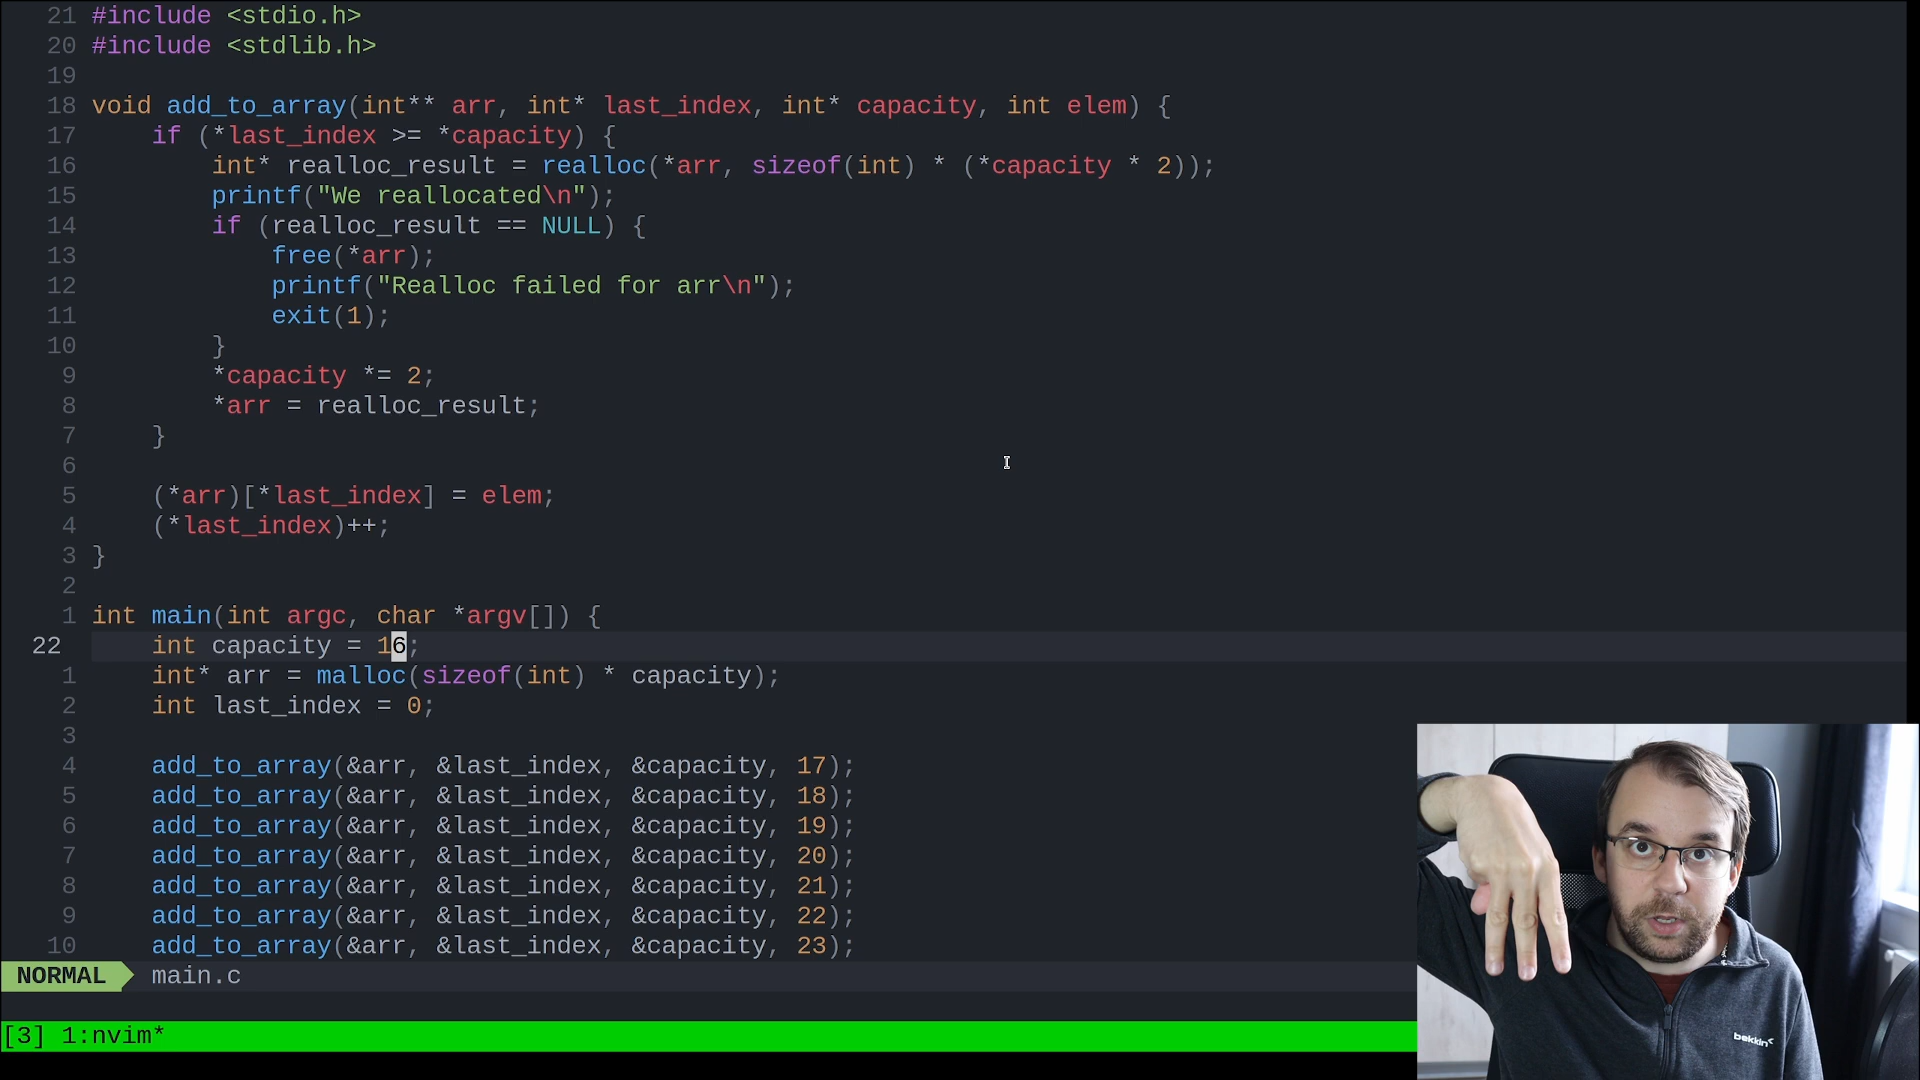 21 #include <stdio.h>
20 #include <stdlib.h>
19
18 void add_to_array(int** arr, int* last_index, int* capacity, int elem) {
17     if (*last_index >= *capacity) {
16         int* realloc_result = realloc(*arr, sizeof(int) * (*capacity * 2));
15         printf("We reallocated\n");
14         if (realloc_result == NULL) {
13             free(*arr);
12             printf("Realloc failed for arr\n");
11             exit(1);
10         }
9         *capacity *= 2;
8         *arr = realloc_result;
7     }
6
5     (*arr)[*last_index] = elem;
4     (*last_index)++;
3 }
2
1 int main(int argc, char *argv[]) {
22     int capacity = 16;
1     int* arr = malloc(sizeof(int) * capacity);
2     int last_index = 0;
3
4     add_to_array(&arr, &last_index, &capacity, 17);
5     add_to_array(&arr, &last_index, &capacity, 18);
6     add_to_array(&arr, &last_index, &capacity, 19);
7     add_to_array(&arr, &last_index, &capacity, 20);
8     add_to_array(&arr, &last_index, &capacity, 21);
9     add_to_array(&arr, &last_index, &capacity, 22);
10     add_to_array(&arr, &last_index, &capacity, 23);
NORMAL main.c
[3] 1:nvim*
bekkin